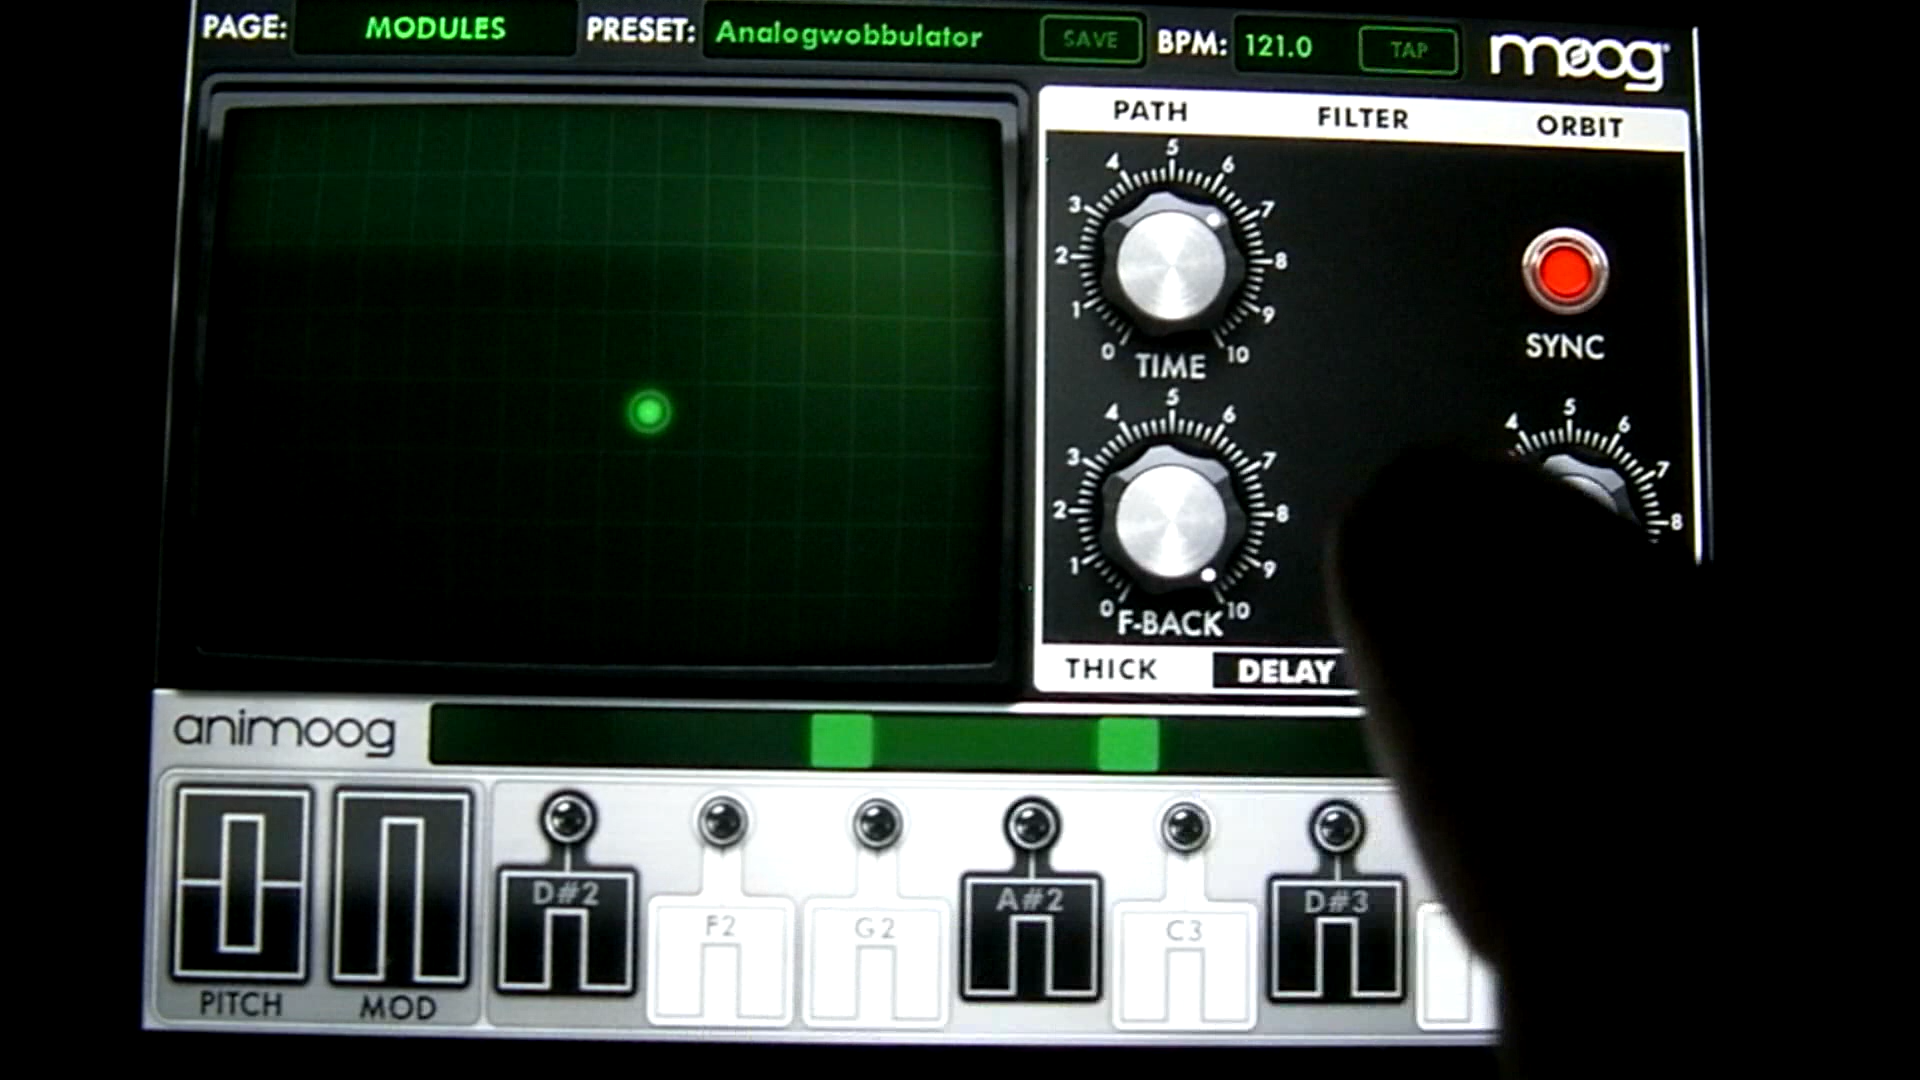 PAGE: MODULES PRESET: Analogwobbulator SAVE BPM: 121.0 TAP moog
PATH FILTER ORBIT
0 1 2 3 4 5 6 7 8 9 10
TIME
SYNC
0 1 2 3 4 5 6 7 8 9 10
F-BACK
4 5 6 7 8
THICK DELAY
animoog
D#2 F2 G2 A#2 C3 D#3
PITCH MOD